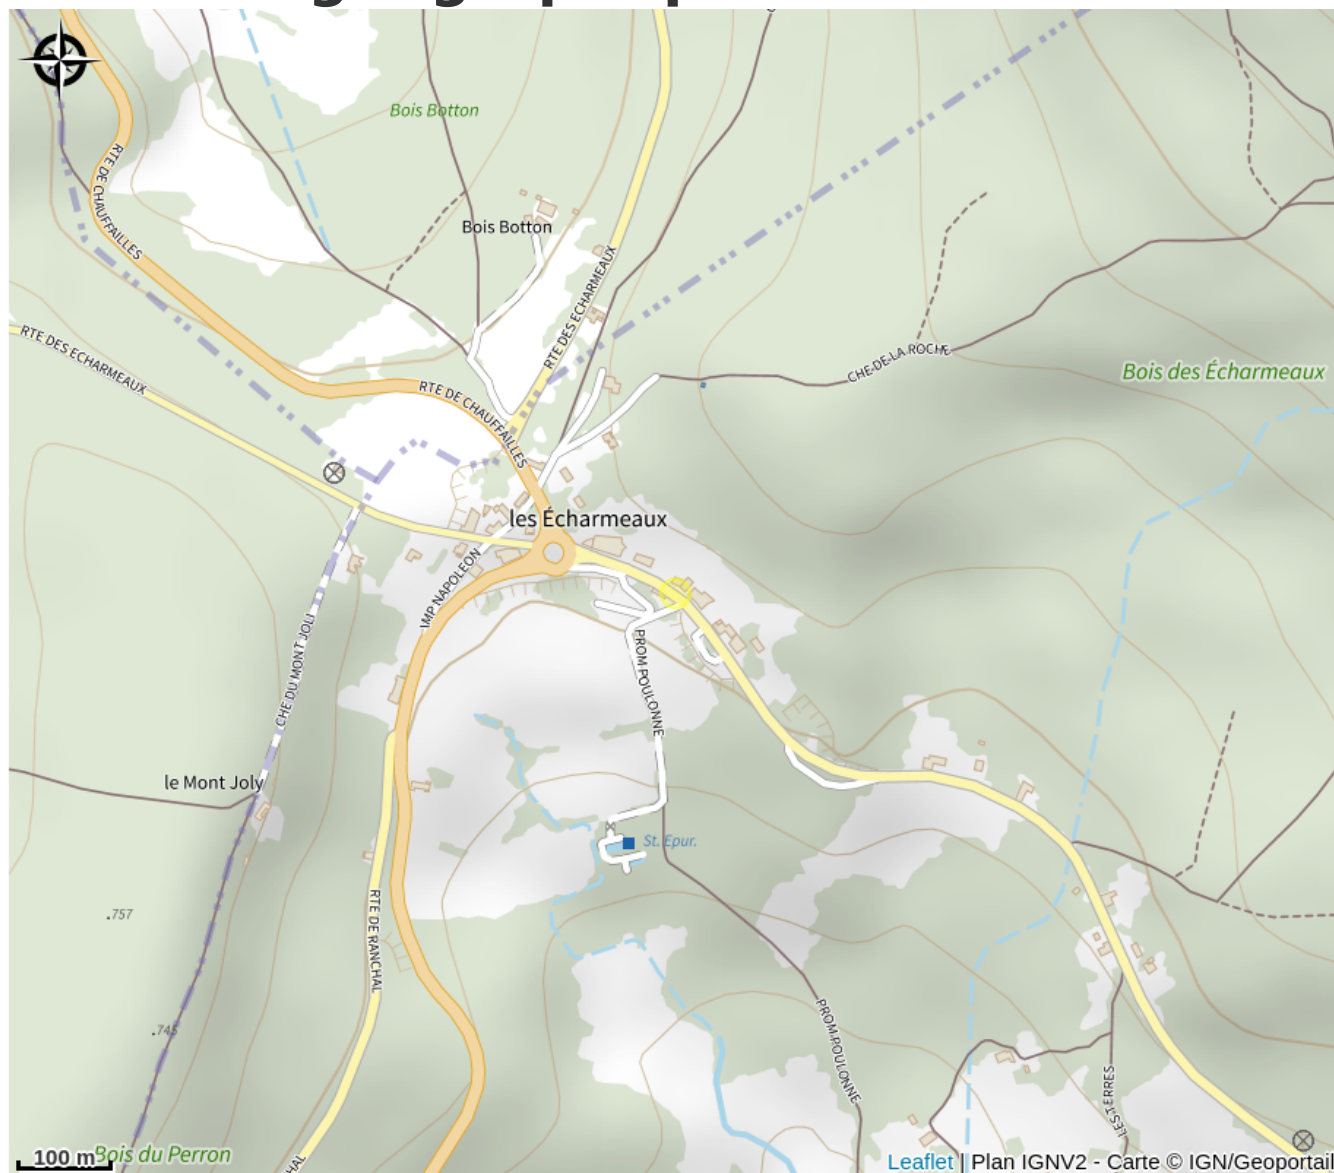 Bois Botton
RTE DE CHAUFFAILLES
Bois Botton
RTE DES ECHARMEAUX
RTE DES ECHARMEAUX
CHE DE LA ROCHE
Bois des Écharmeaux
RTE DE CHAUFFAILLES
les Écharmeaux
IMP NAPOLEON
CHE DU MONT JOLI
PROM POULONNE
le Mont Joly
St. Epur.
.757
RTE DE RANCHAL
.745
PROM POULONNE
LES TERRES
Bois du Perron
100 m
HAL
Leaflet | Plan IGNV2 - Carte © IGN/Geoportail